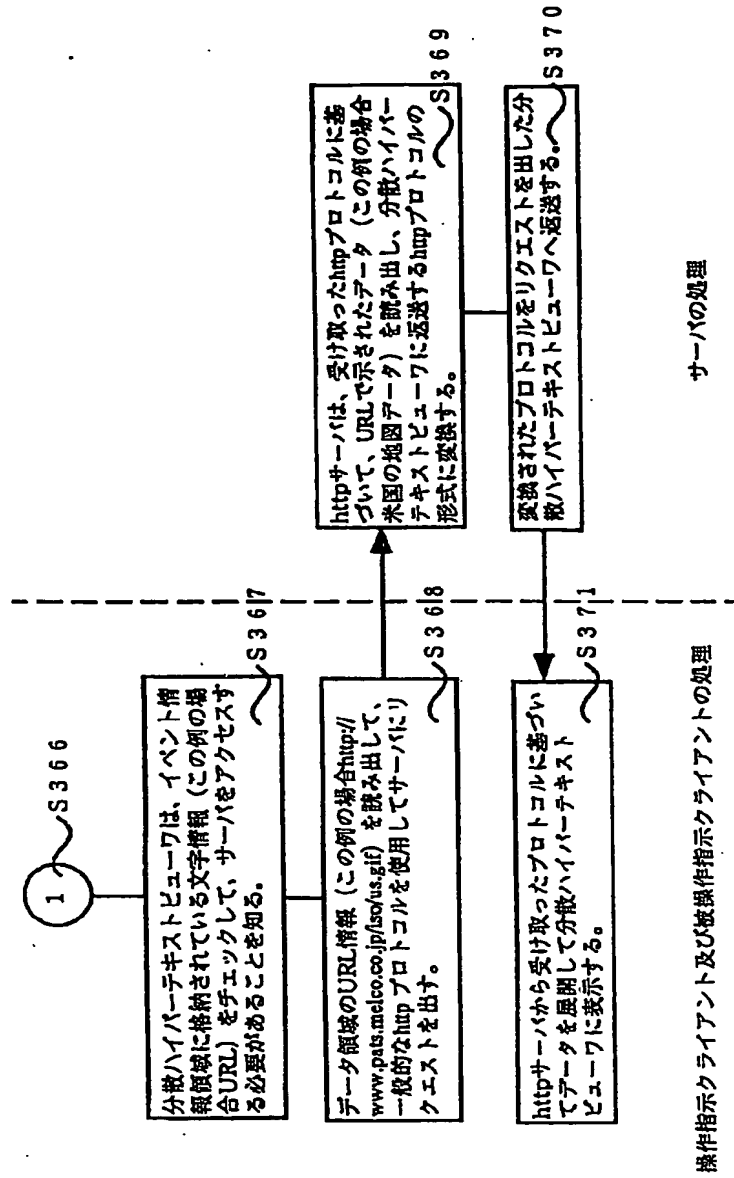 1
S366
分散ハイパーテキストビューワは、イベント情
報領域に格納されている文字情報（この例の場
合URL）をチェックして、サーバをアクセスす
る必要があることを知る。
S367
データ領域のURL情報（この例の場合http://
www.pats.melco.co.jp/lso/us.gif）を読み出して、
一般的なhttpプロトコルを使用してサーバにリ
クエストを出す。
S368
httpサーバは、受け取ったhttpプロトコルに基
づいて、URLで示されたデータ（この例の場合
米国の地図データ）を読み出し、分散ハイパー
テキストビューワに返送するhttpプロトコルの
形式に変換する。
S369
変換されたプロトコルをリクエストを出した分
散ハイパーテキストビューワへ返送する。
S370
httpサーバから受け取ったプロトコルに基づい
てデータを展開して分散ハイパーテキスト
ビューワに表示する。
S371
操作指示クライアント及び被操作指示クライアントの処理
サーバの処理